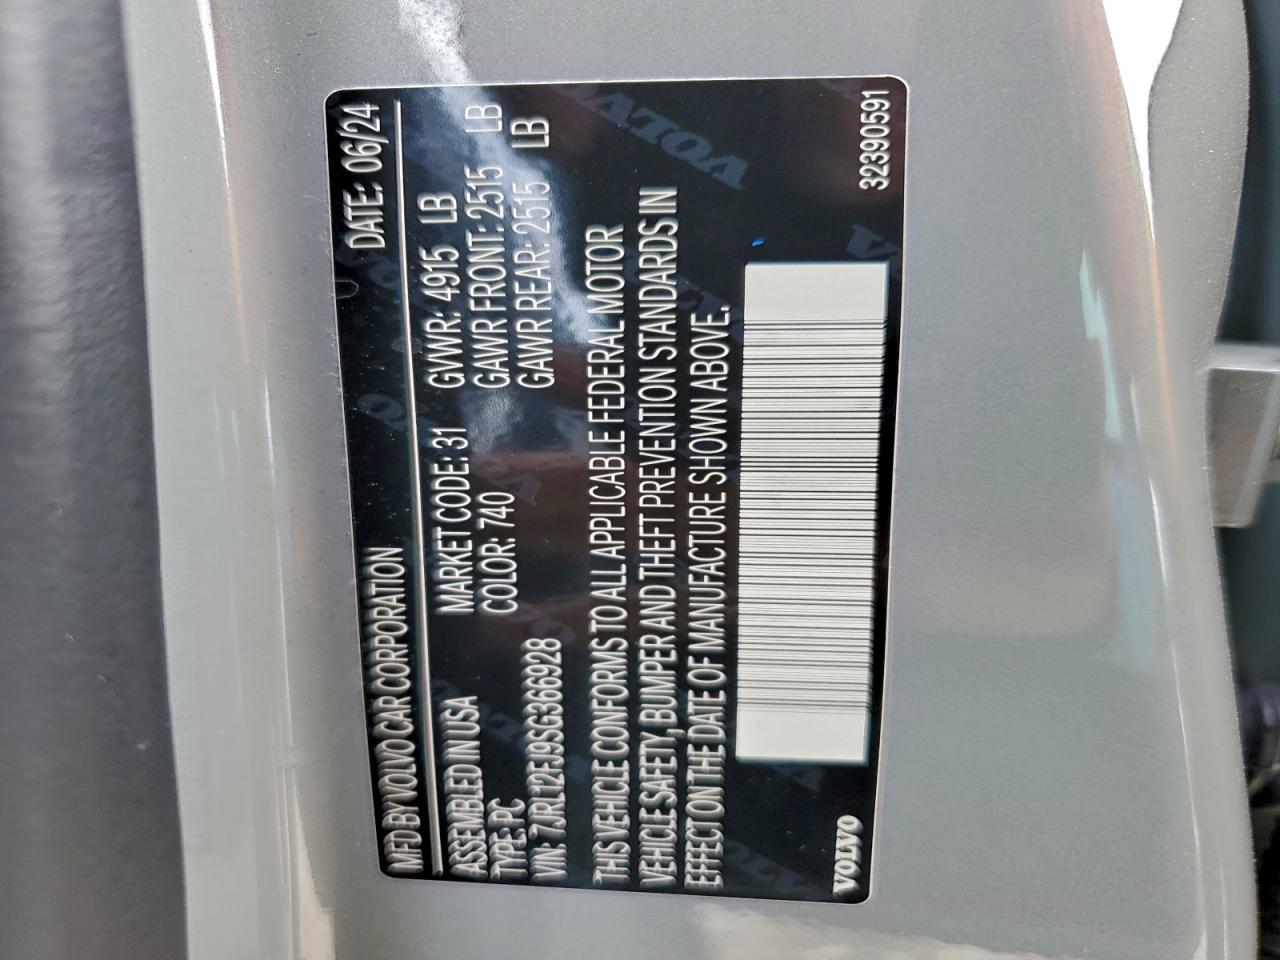 MFD BY VOLVO CAR CORPORATION DATE: 06/24
ASSEMBLED IN USA MARKET CODE: 31 GVWR: 4915 LB
TYPE: PC COLOR: 740 GAWR FRONT: 2515 LB
VIN: 7JRL12FJ9SG366928 GAWR REAR: 2515 LB
THIS VEHICLE CONFORMS TO ALL APPLICABLE FEDERAL MOTOR
VEHICLE SAFETY, BUMPER AND THEFT PREVENTION STANDARDS IN
EFFECT ON THE DATE OF MANUFACTURE SHOWN ABOVE.
VOLVO 32390591